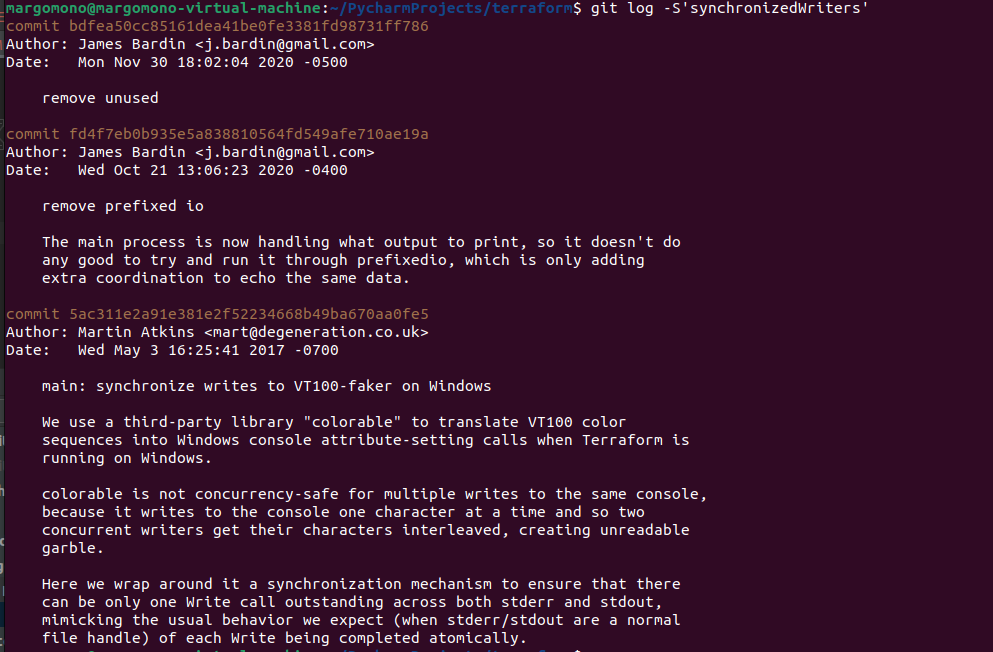 margomono@margomono-virtual-machine:~/PycharmProjects/terraform$ git log -S'synchronizedWriters'
commit bdfea50cc85161dea41be0fe3381fd98731ff786
Author: James Bardin <j.bardin@gmail.com>
Date:   Mon Nov 30 18:02:04 2020 -0500

    remove unused

commit fd4f7eb0b935e5a838810564fd549afe710ae19a
Author: James Bardin <j.bardin@gmail.com>
Date:   Wed Oct 21 13:06:23 2020 -0400

    remove prefixed io

    The main process is now handling what output to print, so it doesn't do
    any good to try and run it through prefixedio, which is only adding
    extra coordination to echo the same data.

commit 5ac311e2a91e381e2f52234668b49ba670aa0fe5
Author: Martin Atkins <mart@degeneration.co.uk>
Date:   Wed May 3 16:25:41 2017 -0700

    main: synchronize writes to VT100-faker on Windows

    We use a third-party library "colorable" to translate VT100 color
    sequences into Windows console attribute-setting calls when Terraform is
    running on Windows.

    colorable is not concurrency-safe for multiple writes to the same console,
    because it writes to the console one character at a time and so two
    concurrent writers get their characters interleaved, creating unreadable
    garble.

    Here we wrap around it a synchronization mechanism to ensure that there
    can be only one Write call outstanding across both stderr and stdout,
    mimicking the usual behavior we expect (when stderr/stdout are a normal
    file handle) of each Write being completed atomically.